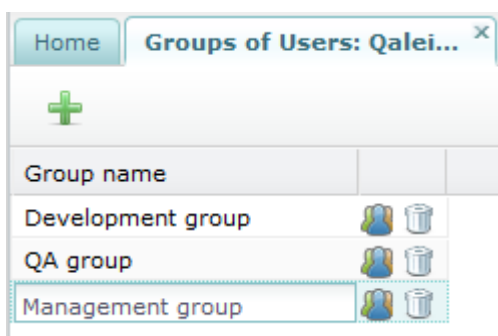 Home Groups of Users: Qalei...
Group name
Development group
QA group
Management group